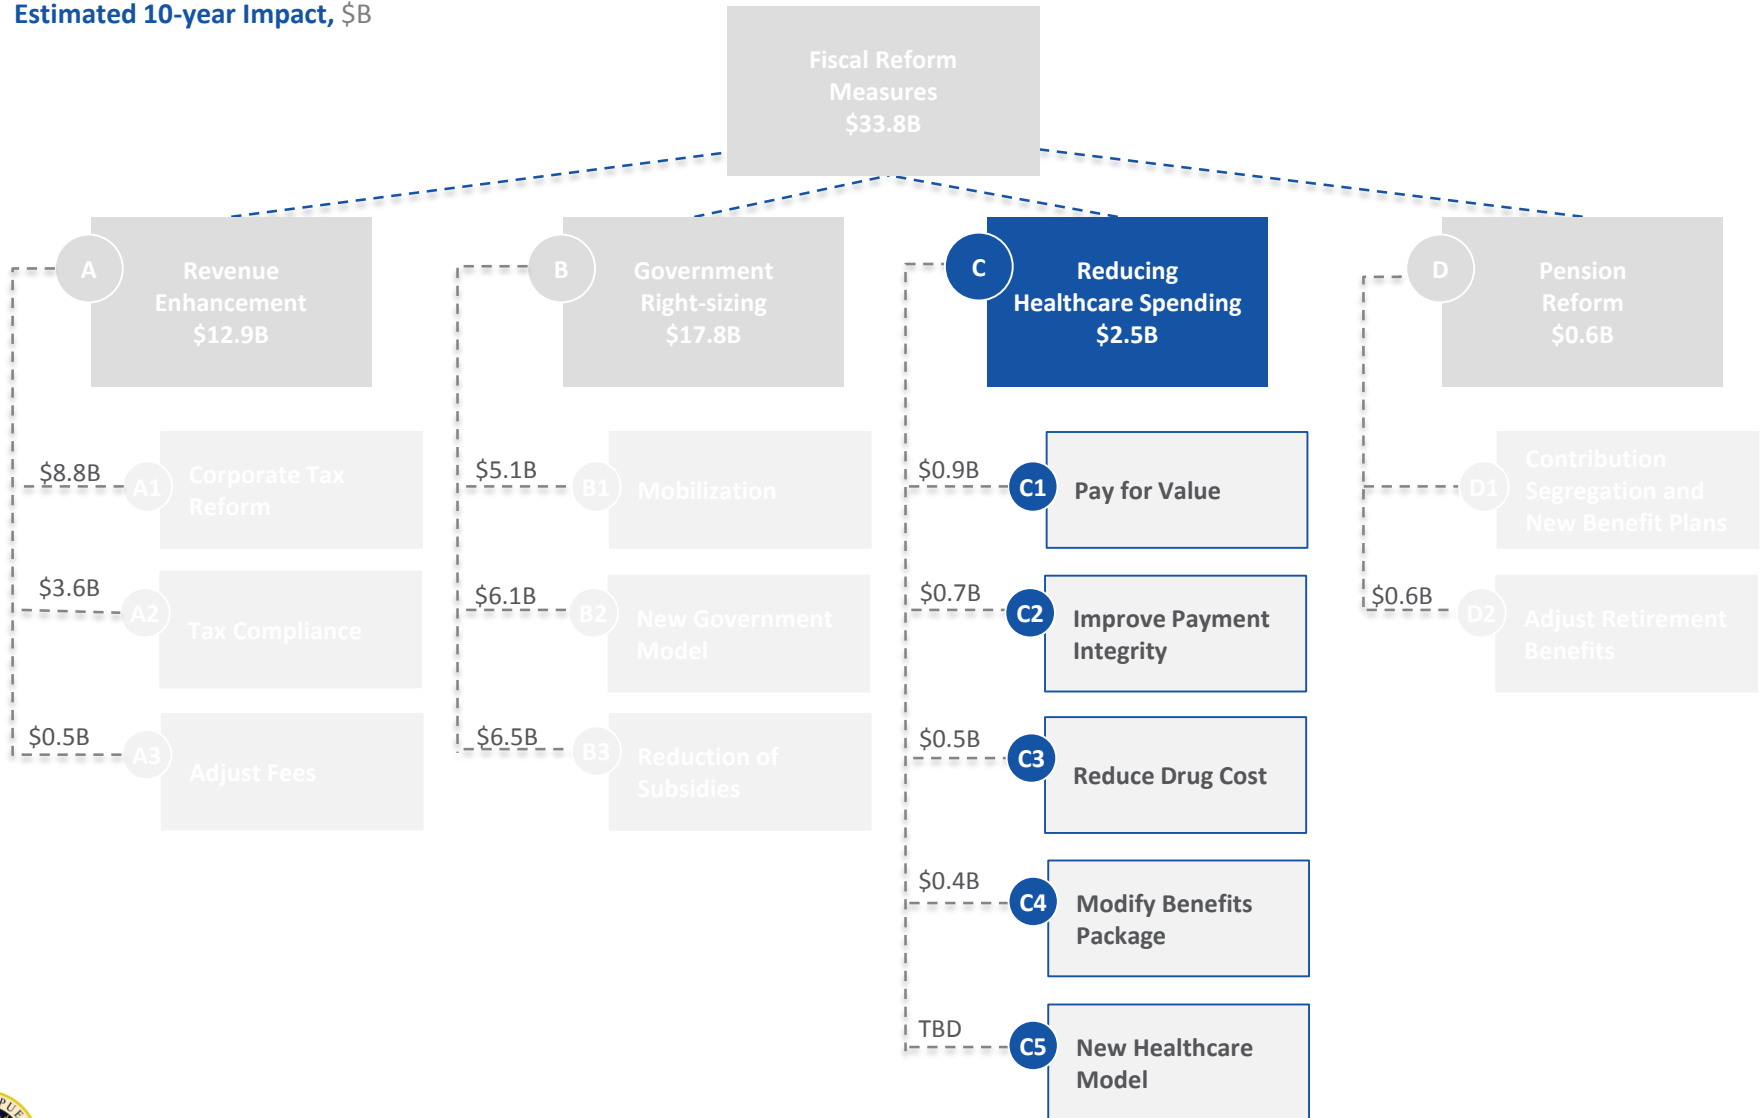 Estimated 10-year Impact, $B
Fiscal Reform
Measures
$33.8B
A
Revenue
Enhancement
$12.9B
$8.8B
A1
Corporate Tax
Reform
$3.6B
A2
Tax Compliance
$0.5B
A3
Adjust Fees
B
Government
Right-sizing
$17.8B
$5.1B
B1
Mobilization
$6.1B
B2
New Government
Model
$6.5B
B3
Reduction of
Subsidies
C
Reducing
Healthcare Spending
$2.5B
$0.9B
C1
Pay for Value
$0.7B
C2
Improve Payment
Integrity
$0.5B
C3
Reduce Drug Cost
$0.4B
C4
Modify Benefits
Package
TBD
C5
New Healthcare
Model
D
Pension
Reform
$0.6B
D1
Contribution
Segregation and
New Benefit Plans
$0.6B
D2
Adjust Retirement
Benefits